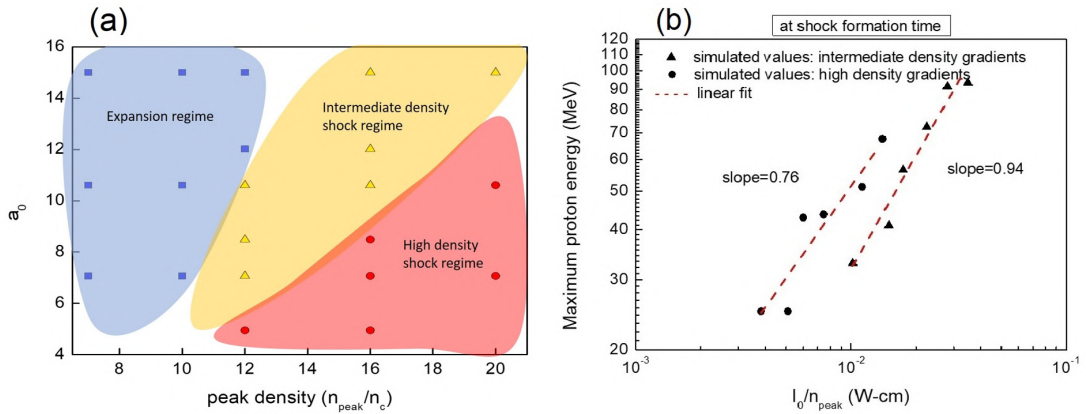 (a)
16
14
12
10
8
6
4
a0
Expansion regime
Intermediate density
shock regime
High density
shock regime
8
10
12
14
16
18
20
peak density (npeak/nc)
(b)
at shock formation time
120
100
90
80
70
60
50
40
30
20
Maximum proton energy (MeV)
simulated values: intermediate density gradients
simulated values: high density gradients
linear fit
slope=0.76
slope=0.94
10-3
10-2
10-1
I0/npeak (W-cm)